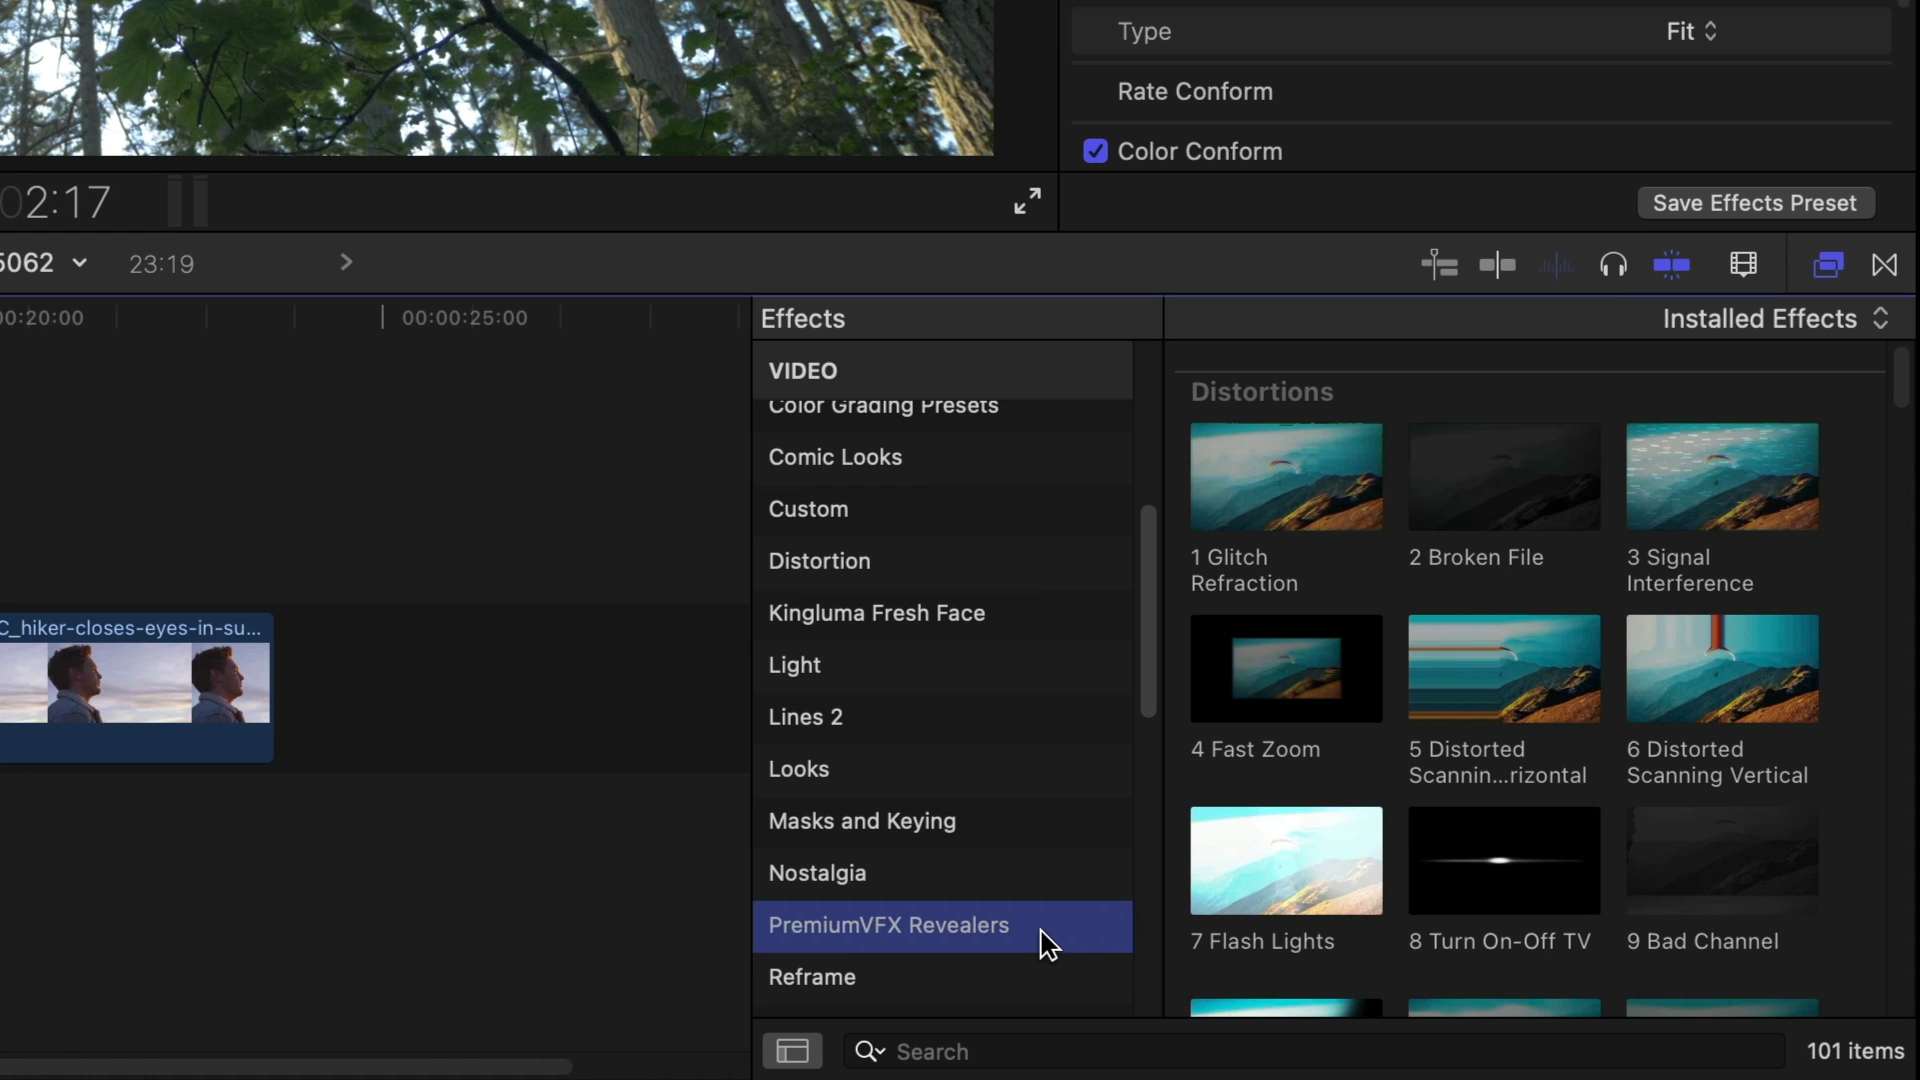 Type
Fit
Rate Conform
Color Conform
02:17
Save Effects Preset
5062
23:19
00:20:00
00:00:25:00
Effects
Installed Effects
VIDEO
Color Grading Presets
Comic Looks
Custom
Distortion
Kingluma Fresh Face
Light
Lines 2
Looks
Masks and Keying
Nostalgia
PremiumVFX Revealers
Reframe
C_hiker-closes-eyes-in-su...
Distortions
1 Glitch
Refraction
2 Broken File
3 Signal
Interference
4 Fast Zoom
5 Distorted
Scannin...rizontal
6 Distorted
Scanning Vertical
7 Flash Lights
8 Turn On-Off TV
9 Bad Channel
Search
101 items